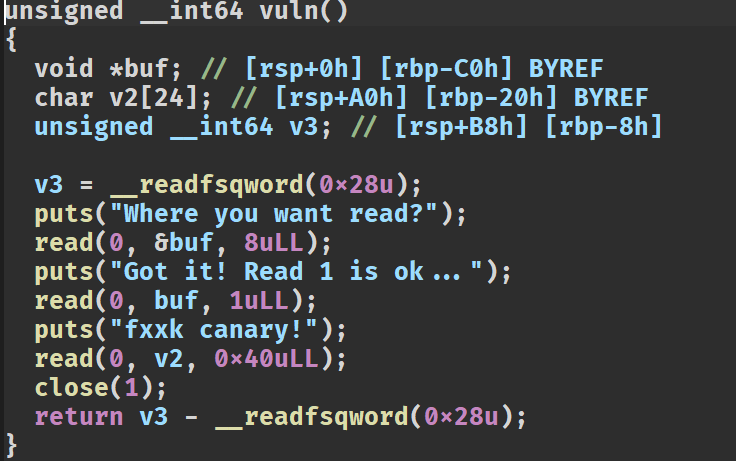 unsigned __int64 vuln()
{
  void *buf; // [rsp+0h] [rbp-C0h] BYREF
  char v2[24]; // [rsp+A0h] [rbp-20h] BYREF
  unsigned __int64 v3; // [rsp+B8h] [rbp-8h]

  v3 = __readfsqword(0x28u);
  puts("Where you want read?");
  read(0, &buf, 8uLL);
  puts("Got it! Read 1 is ok...");
  read(0, buf, 1uLL);
  puts("fxxk canary!");
  read(0, v2, 0x40uLL);
  close(1);
  return v3 - __readfsqword(0x28u);
}